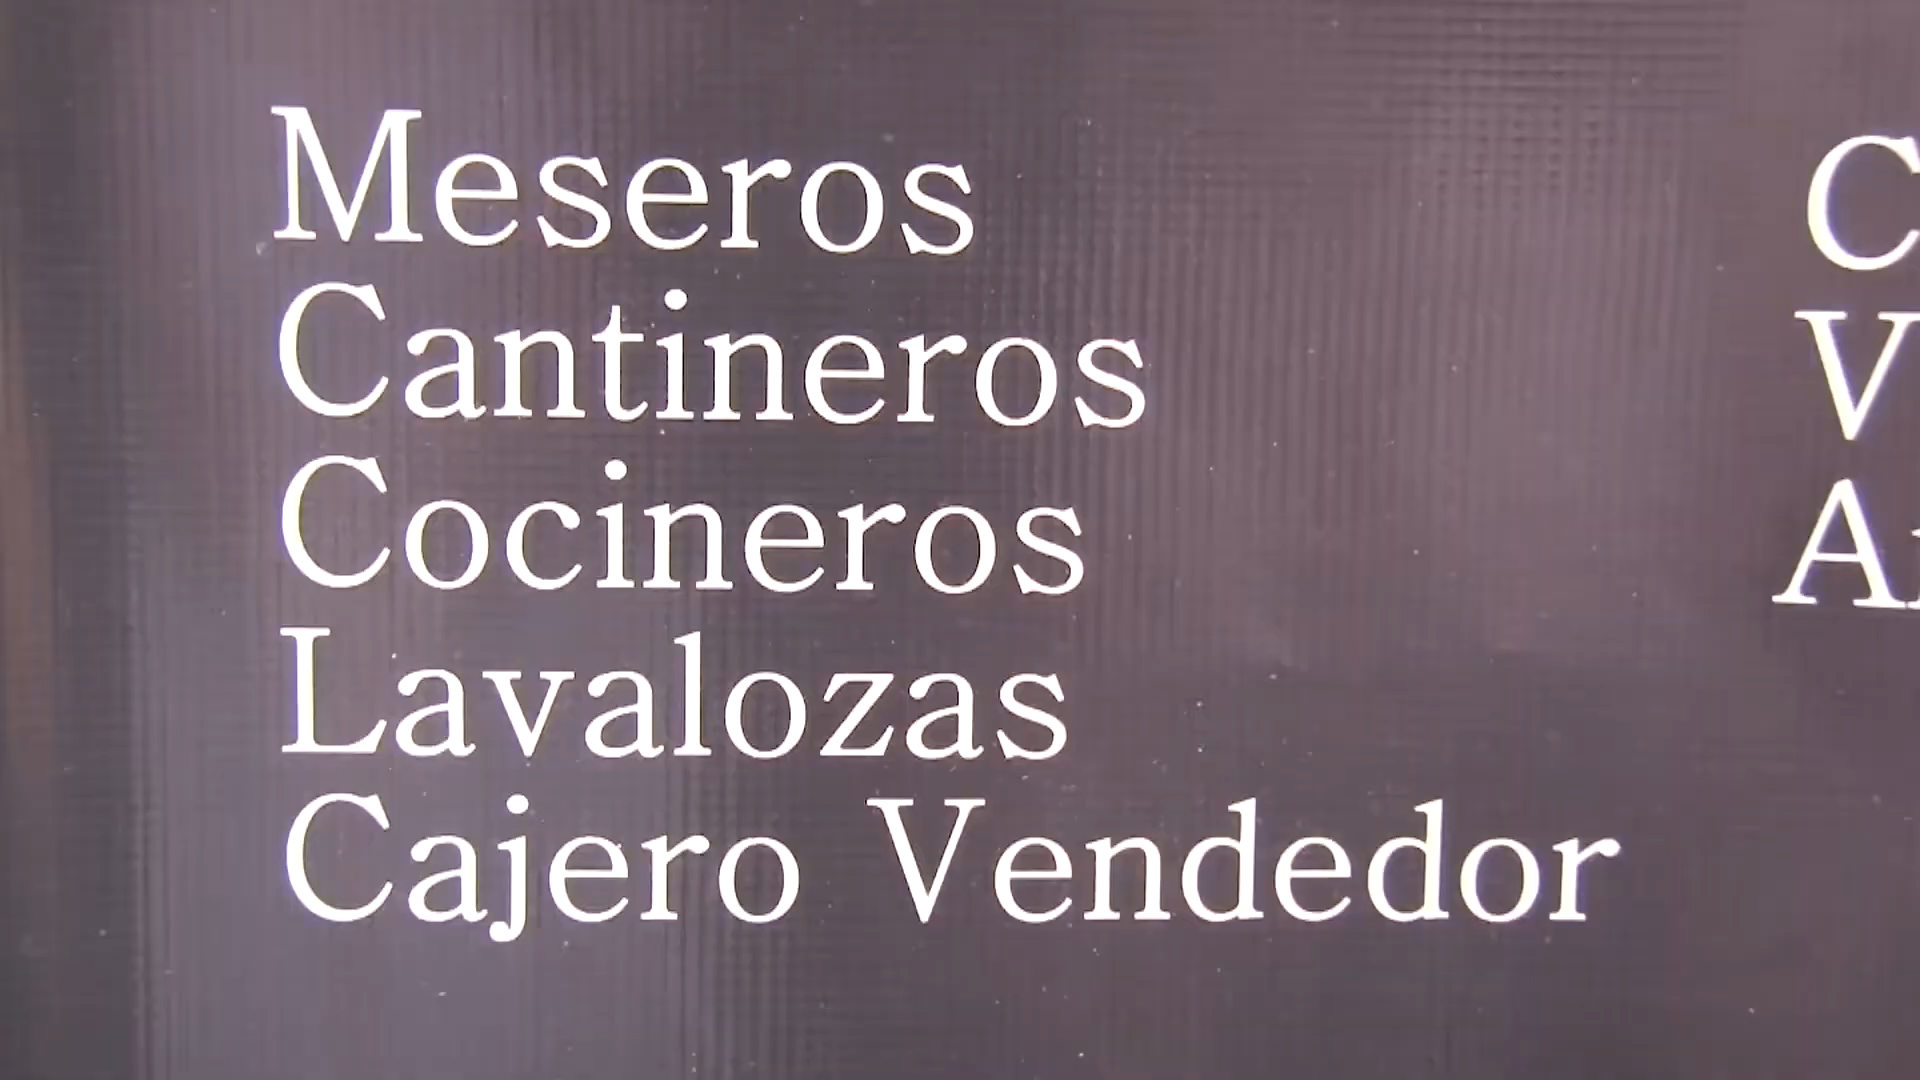 Meseros
Cantineros
Cocineros
Lavalozas
Cajero Vendedor